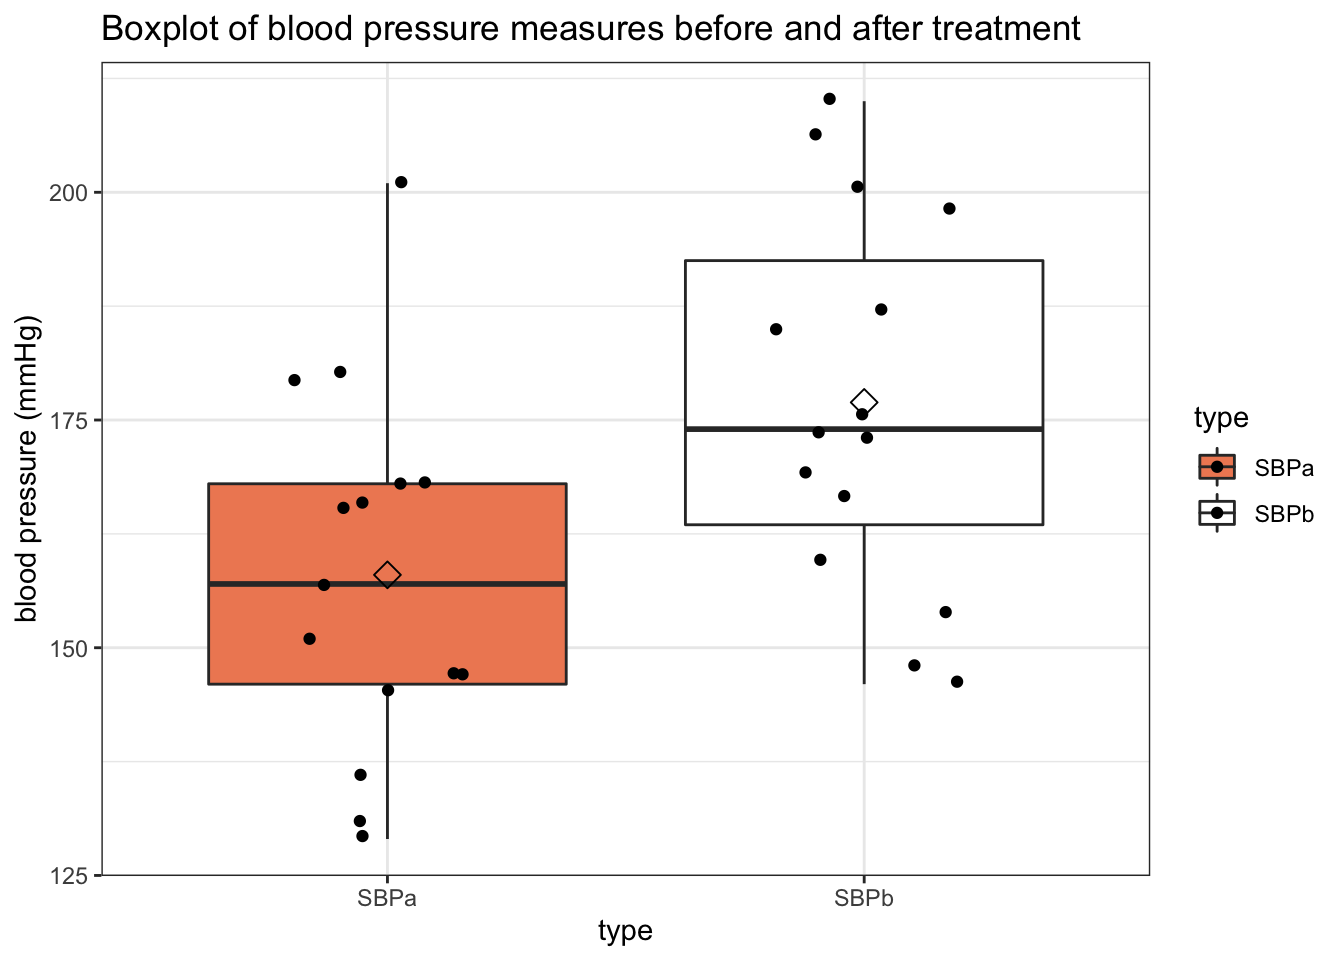 Boxplot of blood pressure measures before and after treatment
blood pressure (mmHg)
200
175
150
125
SBPa
SBPb
type
type
SBPa
SBPb